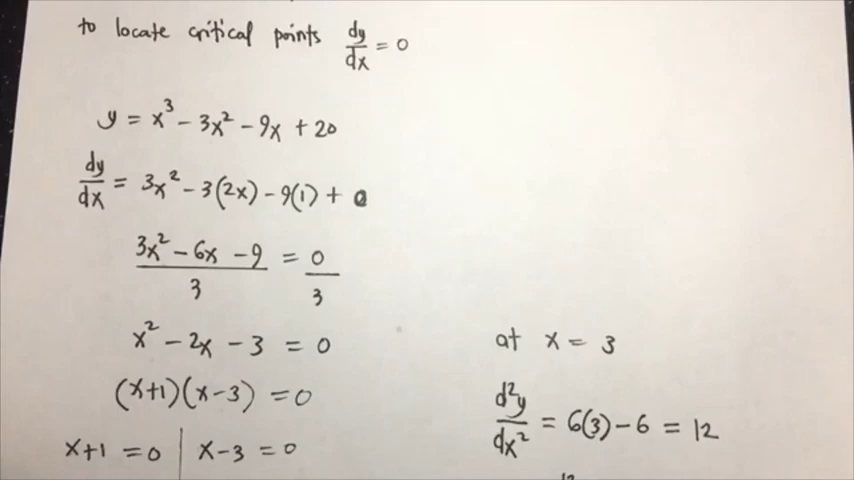 to locate critical points dy/dx = 0
y = x³ - 3x² - 9x + 20
dy/dx = 3x² - 3(2x) - 9(1) + 0
(3x² - 6x - 9)/3 = 0/3
x² - 2x - 3 = 0
(x+1)(x-3) = 0
x+1 = 0 | x-3 = 0
at x = 3
d²y/dx² = 6(3) - 6 = 12